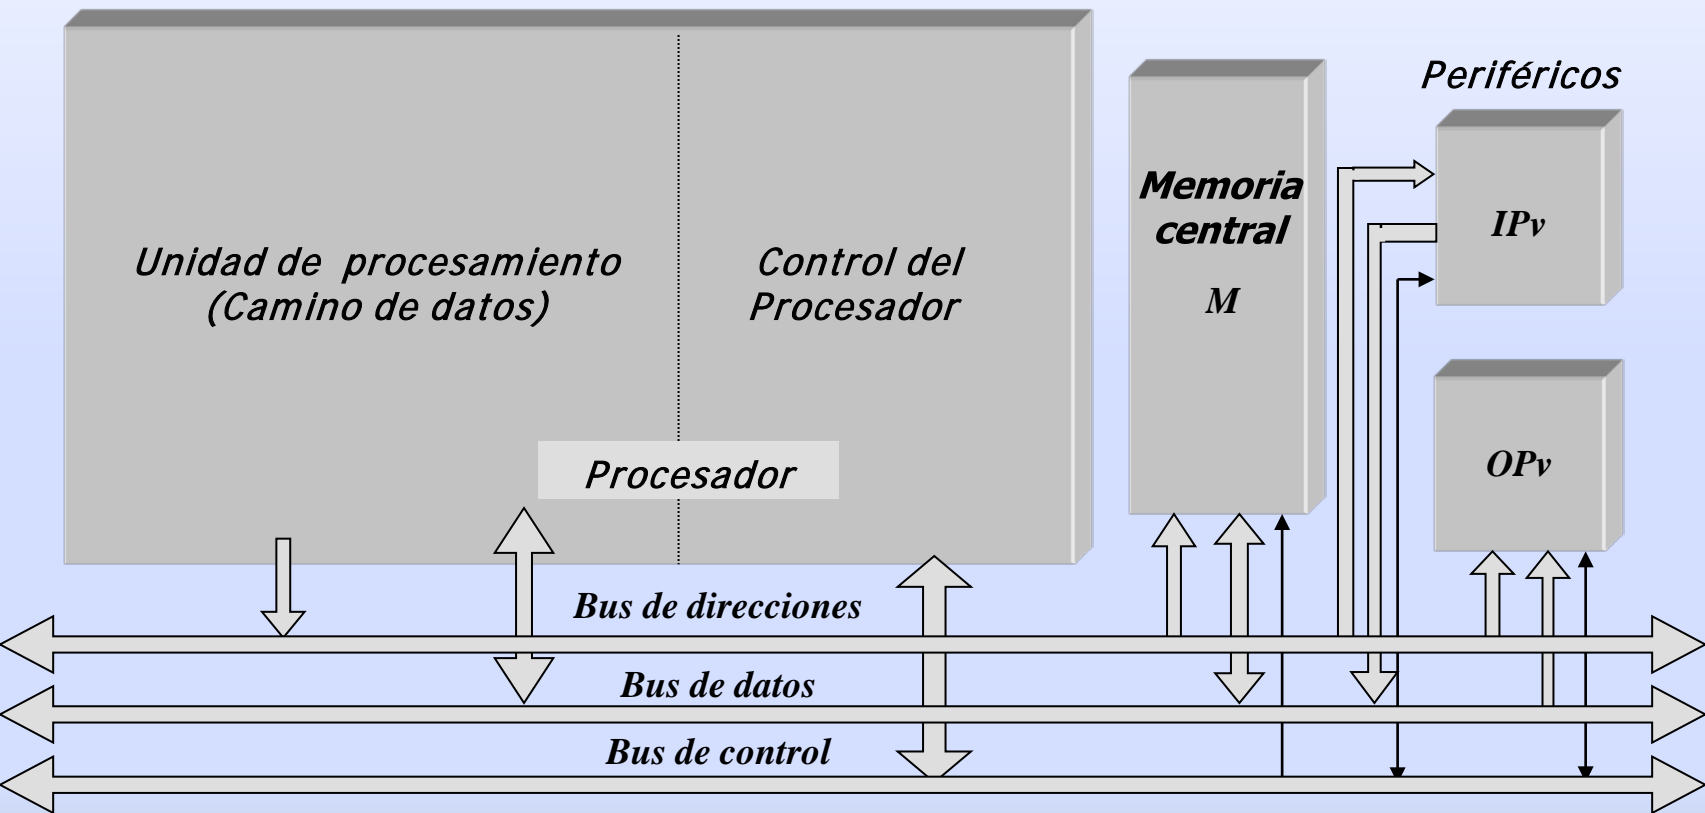 Unidad de procesamiento
(Camino de datos)
Control del
Procesador
Procesador
Memoria
central
M
Periféricos
IPv
OPv
Bus de direcciones
Bus de datos
Bus de control